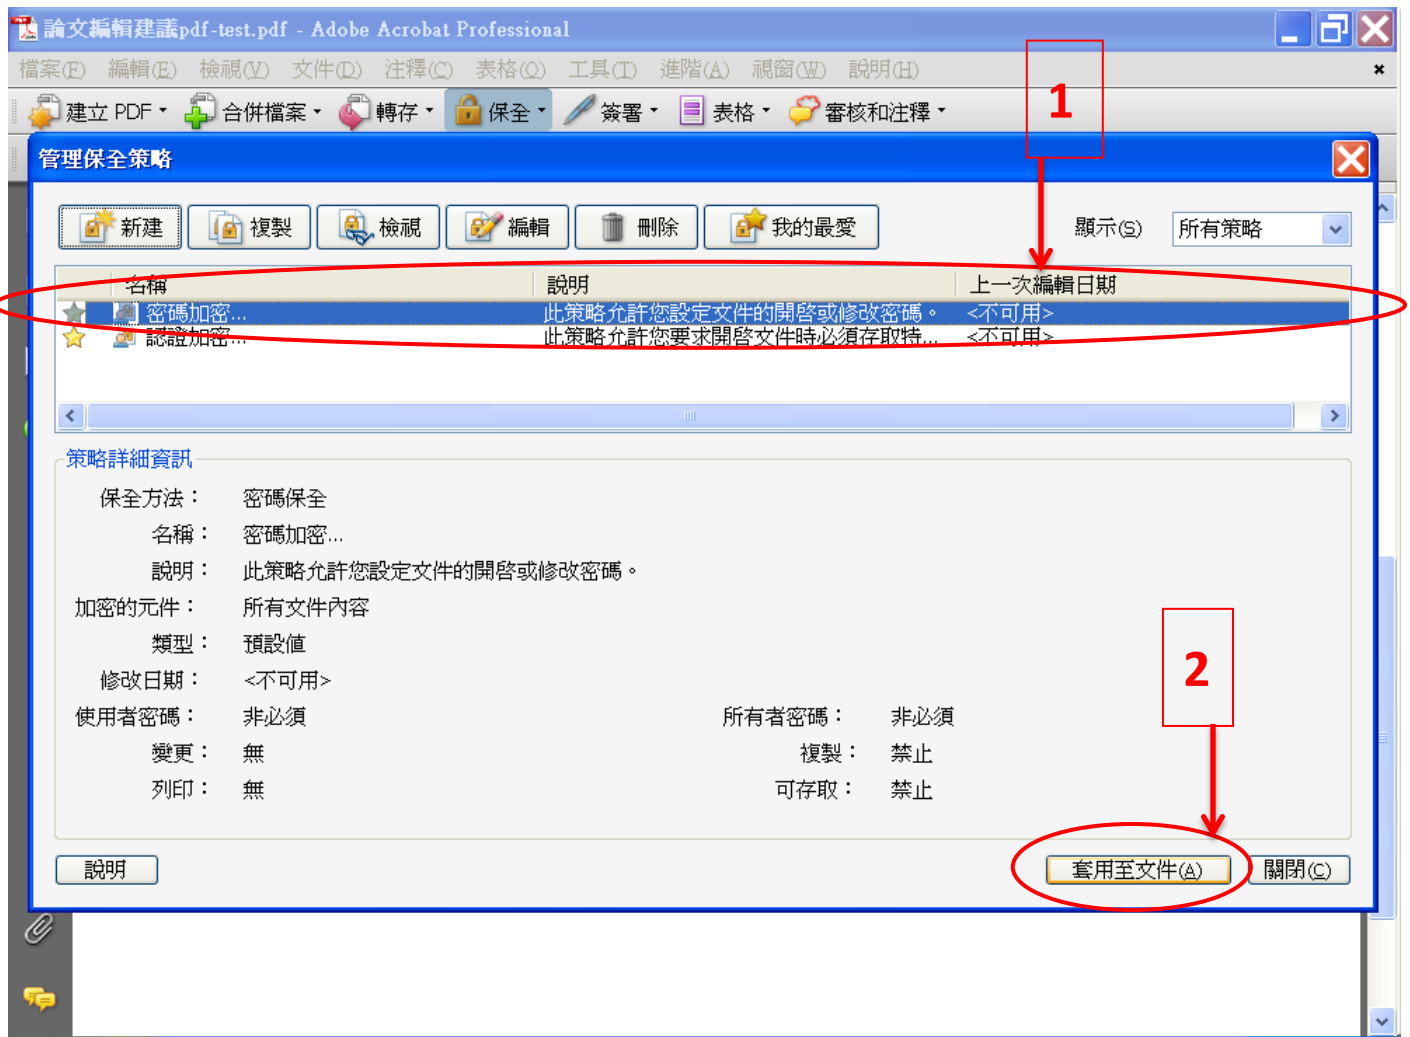 論文編輯建議pdf-test.pdf - Adobe Acrobat Professional
檔案(F) 編輯(E) 檢視(V) 文件(D) 注釋(C) 表格(O) 工具(T) 進階(A) 視窗(W) 說明(H)
建立 PDF 合併檔案 轉存 保全 簽署 表格 審核和注釋
1
管理保全策略
新建 複製 檢視 編輯 刪除 我的最愛 顯示(S) 所有策略
名稱 說明 上一次編輯日期
密碼加密... 此策略允許您設定文件的開啓或修改密碼。 <不可用>
認證加密... 此策略允許您要求開啓文件時必須存取特... <不可用>
策略詳細資訊
保全方法： 密碼保全
名稱： 密碼加密...
說明： 此策略允許您設定文件的開啓或修改密碼。
加密的元件： 所有文件內容
類型： 預設值
修改日期： <不可用>
2
使用者密碼： 非必須 所有者密碼： 非必須
變更： 無 複製： 禁止
列印： 無 可存取： 禁止
說明 套用至文件(A) 關閉(C)